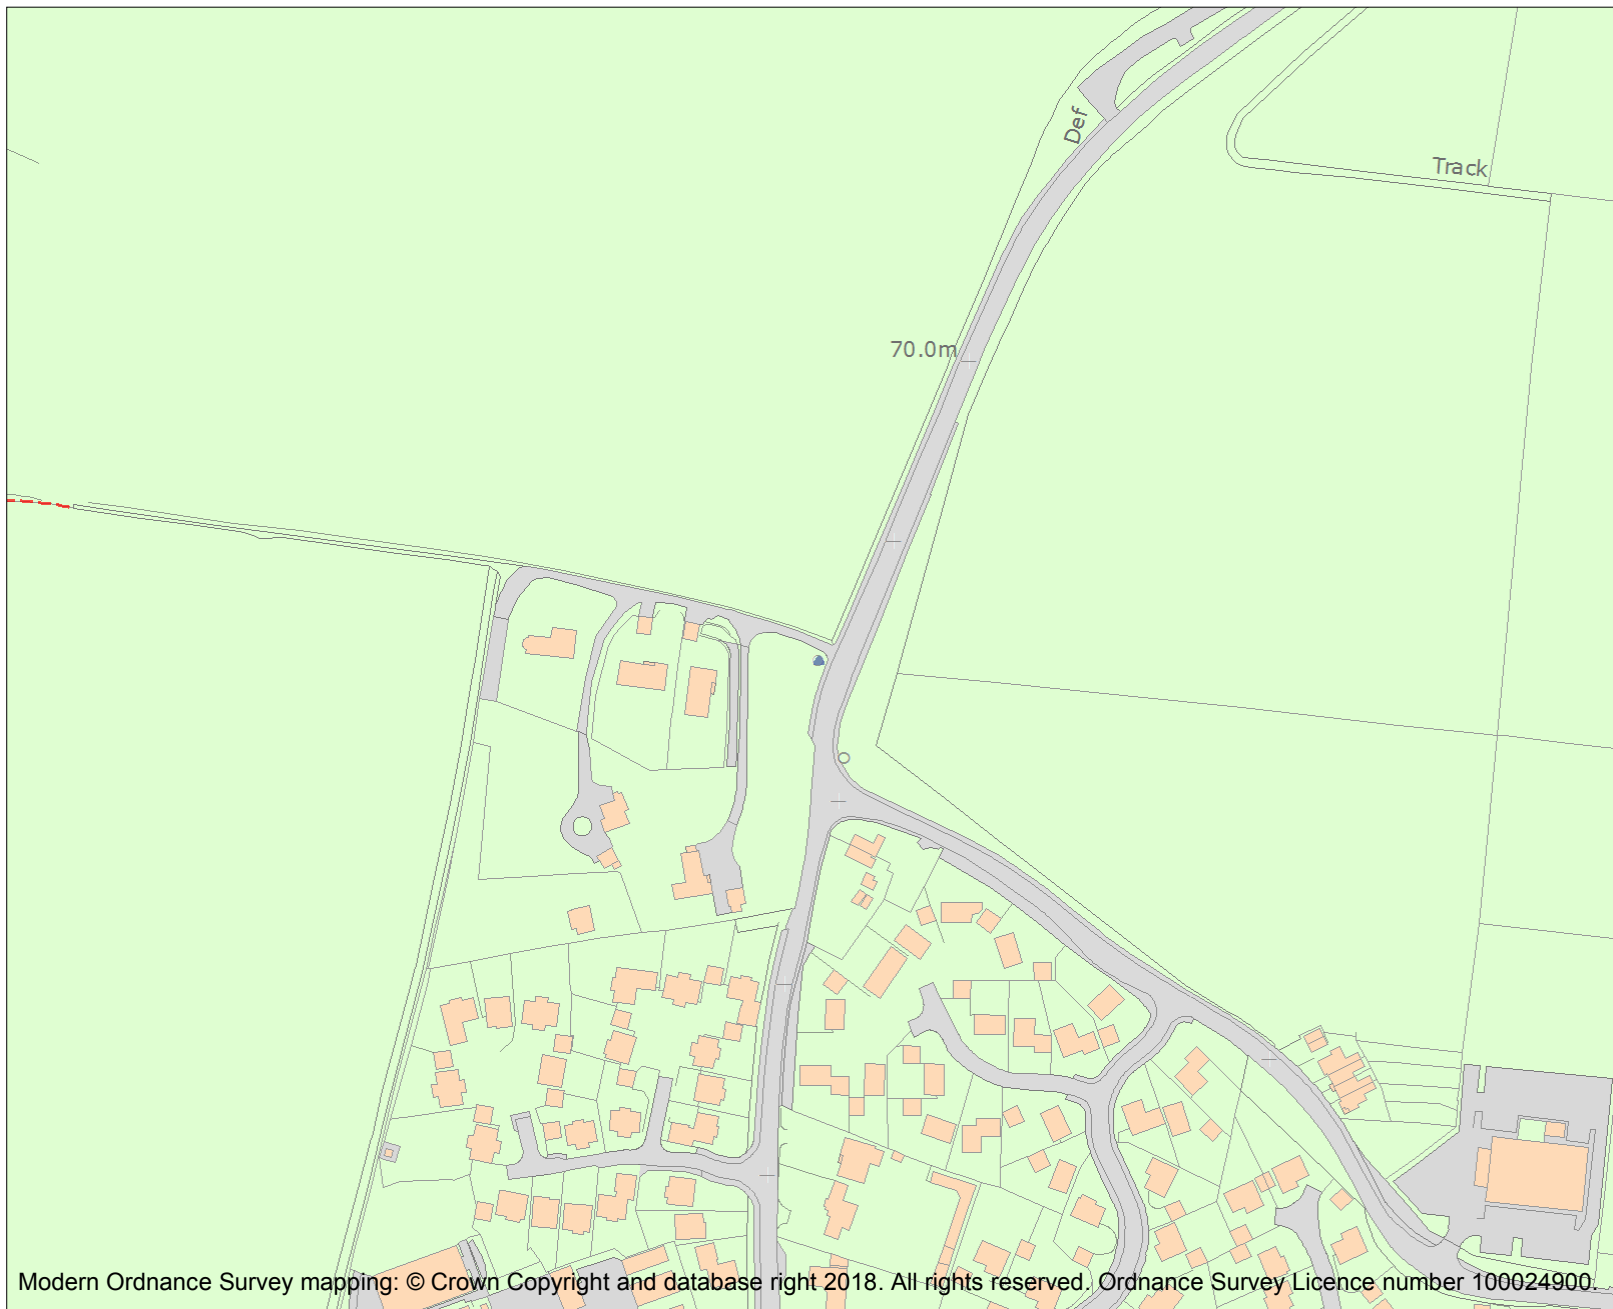 Def
Track
70.0m
Modern Ordnance Survey mapping: © Crown Copyright and database right 2018. All rights reserved. Ordnance Survey Licence number 100024900.